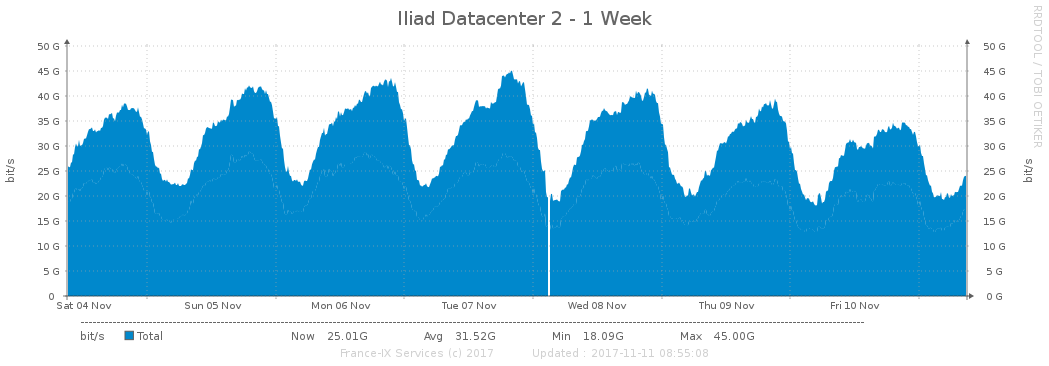 Iliad Datacenter 2 - 1 Week
RRDTOOL / TOBI OETIKER
50 G 50 G
45 G 45 G
40 G 40 G
35 G 35 G
30 G 30 G
25 G 25 G
20 G 20 G
15 G 15 G
10 G 10 G
5 G 5 G
0 0 G
bit/s bit/s
Sat 04 Nov Sun 05 Nov Mon 06 Nov Tue 07 Nov Wed 08 Nov Thu 09 Nov Fri 10 Nov
bit/s Total Now 25.01G Avg 31.52G Min 18.09G Max 45.00G
France-IX Services (c) 2017 Updated : 2017-11-11 08:55:08